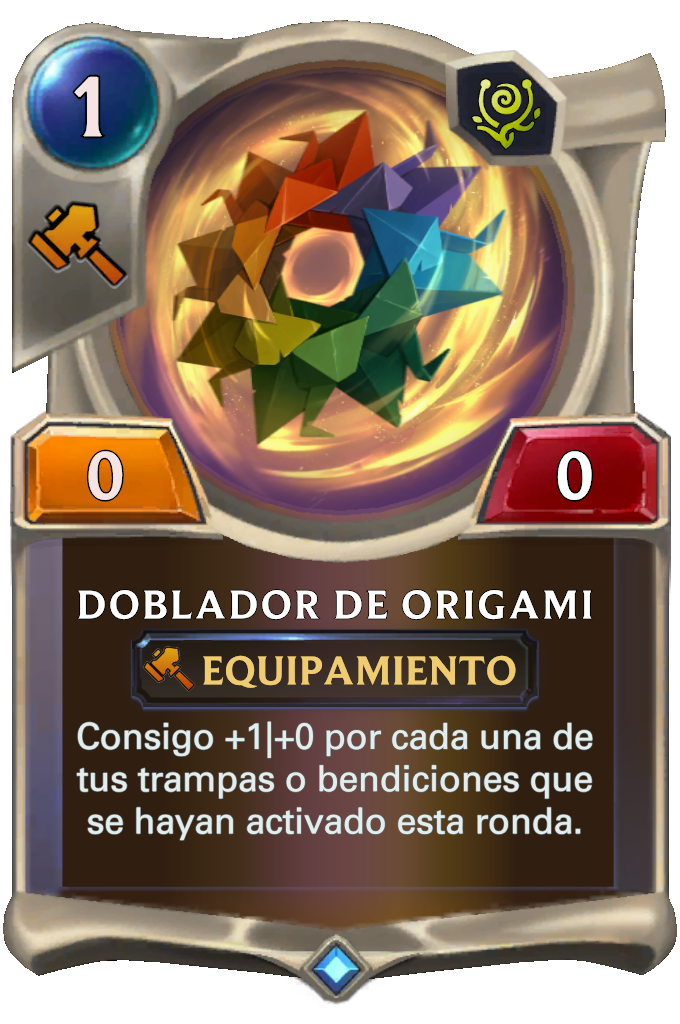 1
0
0
DOBLADOR DE ORIGAMI
EQUIPAMIENTO
Consigo +1|+0 por cada una de
tus trampas o bendiciones que
se hayan activado esta ronda.